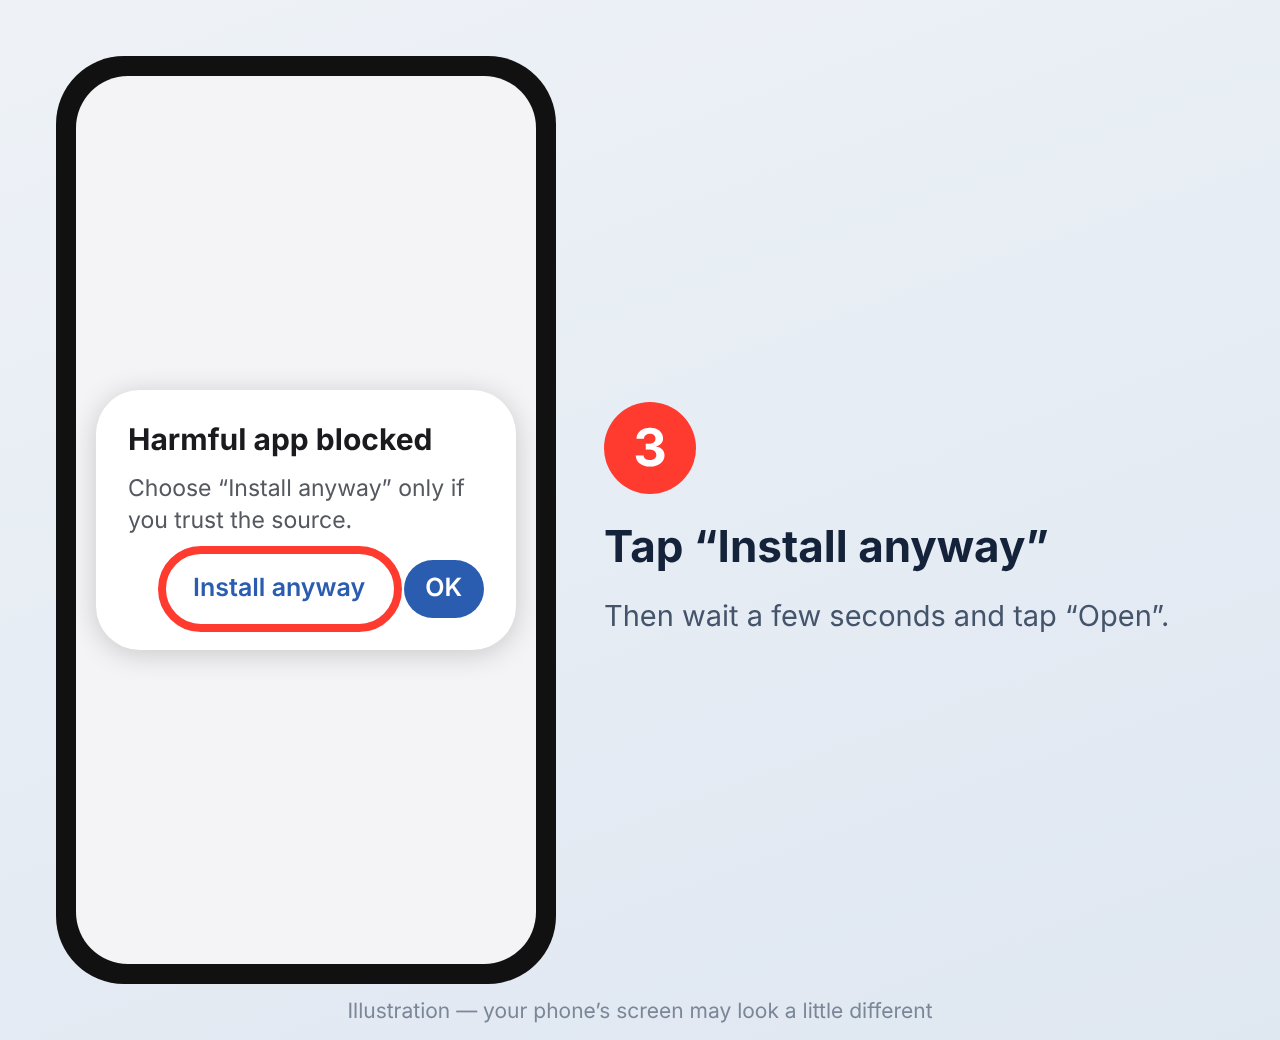 Harmful app blocked
Choose “Install anyway” only if
you trust the source.
Install anyway
OK
3
Tap “Install anyway”
Then wait a few seconds and tap “Open”.
Illustration — your phone’s screen may look a little different